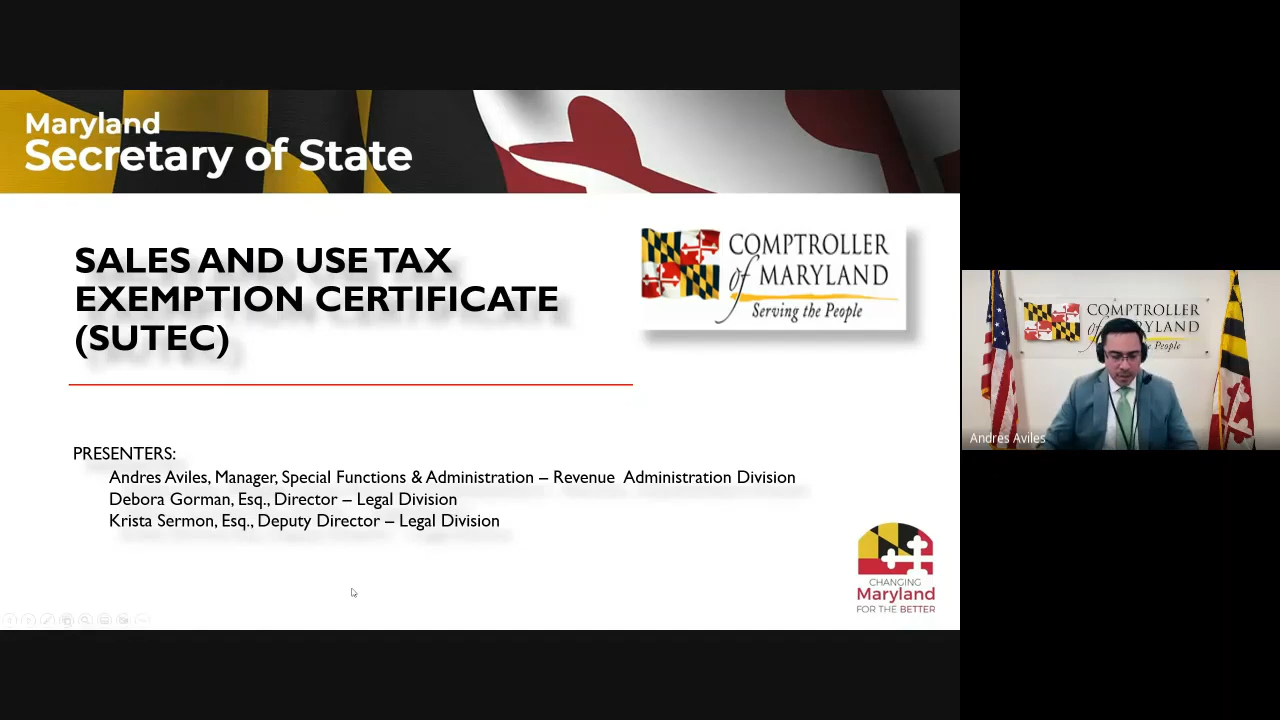 Maryland
Secretary of State
SALES AND USE TAX
EXEMPTION CERTIFICATE
(SUTEC)
COMPTROLLER
of MARYLAND
Serving the People
PRESENTERS:
Andres Aviles, Manager, Special Functions & Administration – Revenue  Administration Division
Debora Gorman, Esq., Director – Legal Division
Krista Sermon, Esq., Deputy Director – Legal Division
CHANGING
Maryland
FOR THE BETTER
COMPTROLLER
People
Andres Aviles